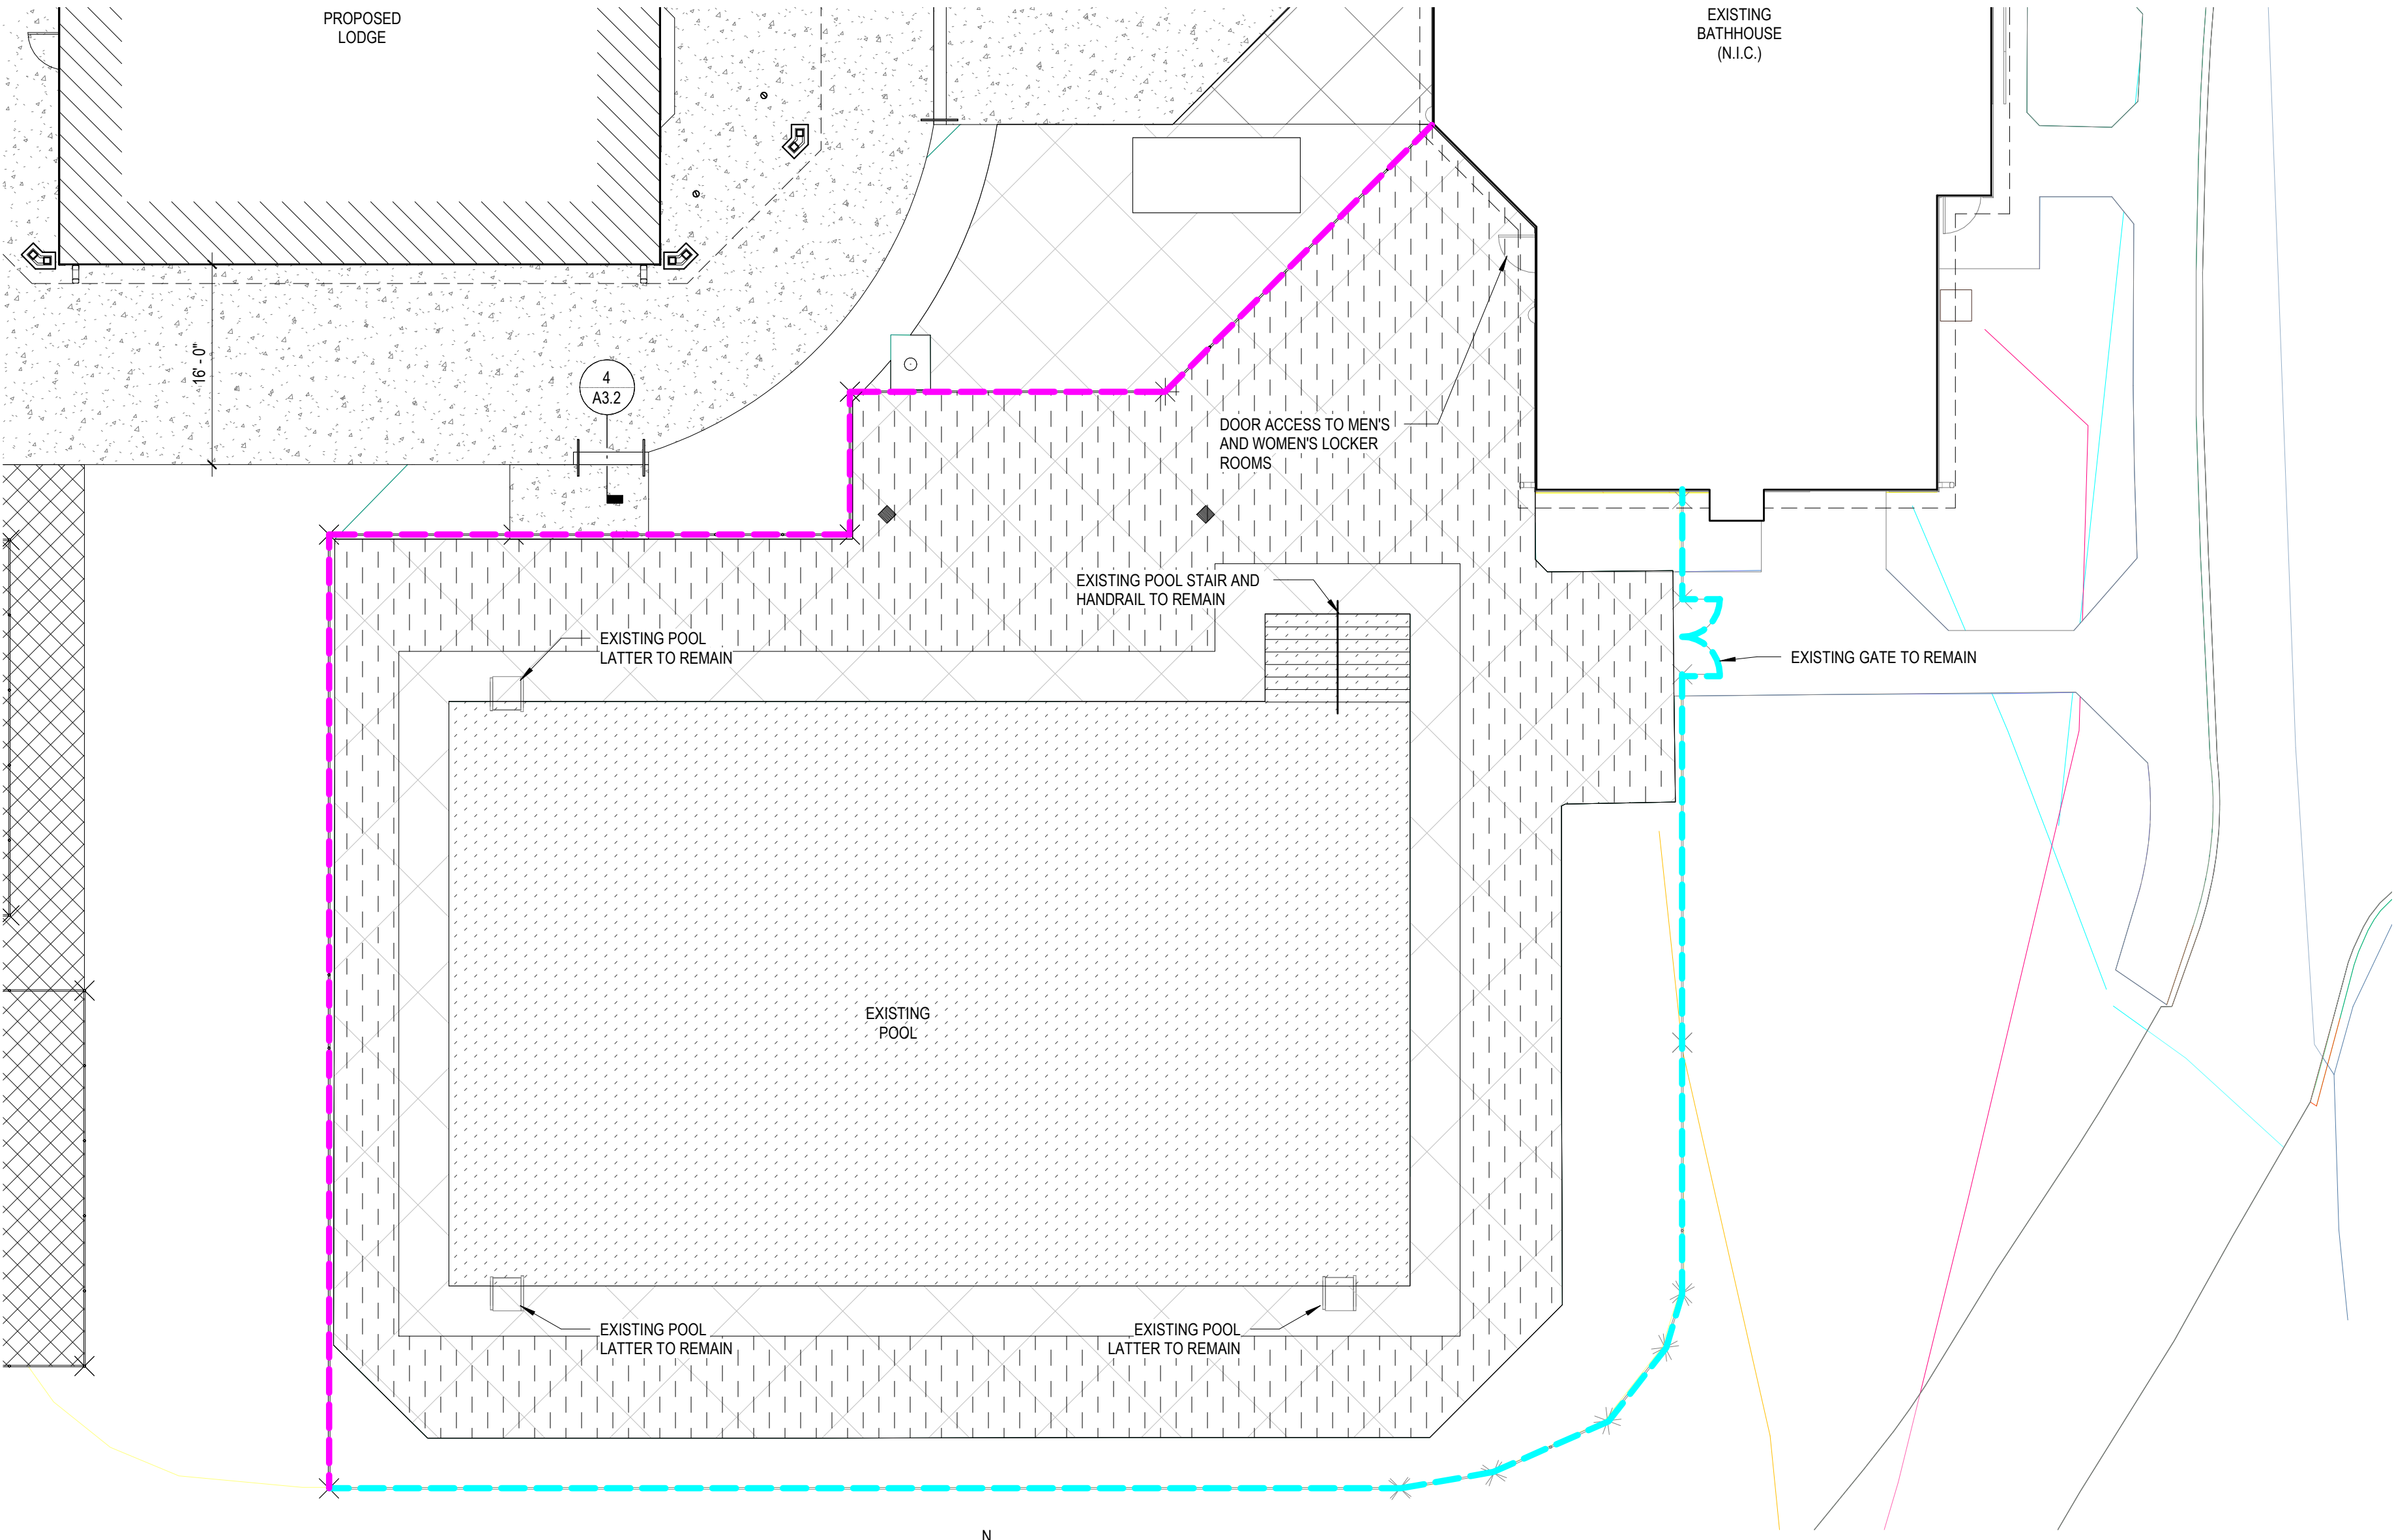 PROPOSED
LODGE
EXISTING
BATHHOUSE
(N.I.C.)
16' - 0"
4
A3.2
DOOR ACCESS TO MEN'S
AND WOMEN'S LOCKER
ROOMS
EXISTING POOL STAIR AND
HANDRAIL TO REMAIN
EXISTING POOL
LATTER TO REMAIN
EXISTING GATE TO REMAIN
EXISTING
POOL
EXISTING POOL
LATTER TO REMAIN
EXISTING POOL
LATTER TO REMAIN
N